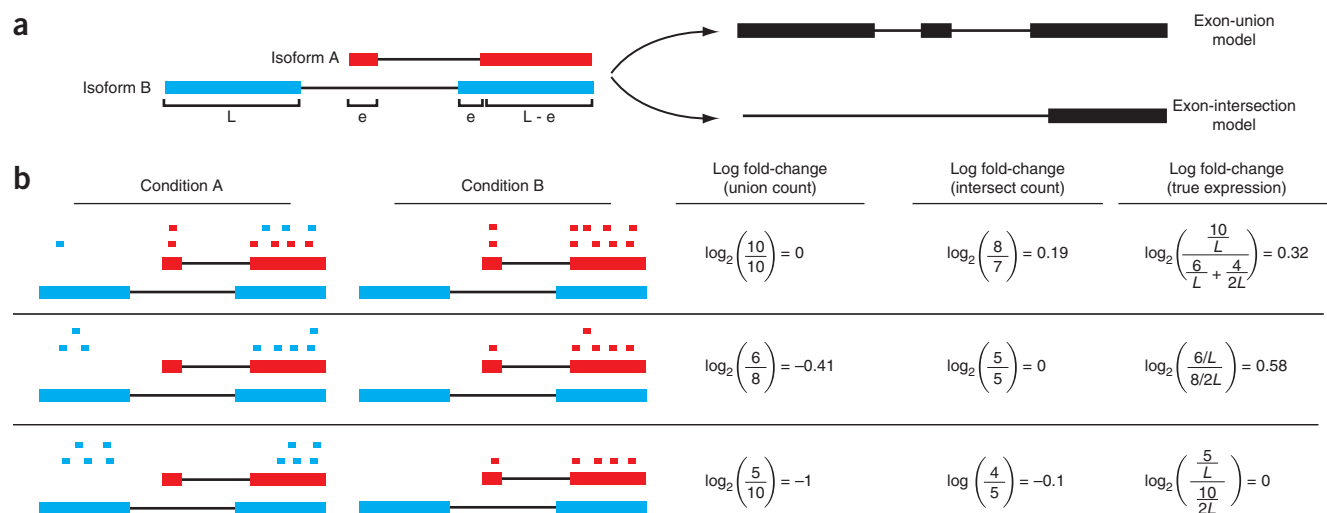 a
Exon-union
model
Isoform A
Isoform B
L
e
e
L - e
Exon-intersection
model
b
Condition A
Condition B
Log fold-change
(union count)
Log fold-change
(intersect count)
Log fold-change
(true expression)
log2(10/10) = 0
log2(8/7) = 0.19
log2((10/L)/(6/L + 4/2L)) = 0.32
log2(6/8) = –0.41
log2(5/5) = 0
log2((6/L)/(8/2L)) = 0.58
log2(5/10) = –1
log(4/5) = –0.1
log2((5/L)/(10/2L)) = 0